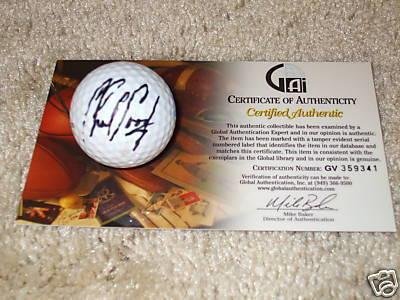 GAi
CERTIFICATE OF AUTHENTICITY
Certified Authentic
This authentic collectible has been examined by a
Global Authentication Expert and in our opinion is authentic.
The item has been marked with a tamper evident serial
numbered label that identifies the item in our database and
matches this certificate. This item is consistent with the
exemplars in the Global library and in our opinion is genuine.
CERTIFICATION NUMBER: GV 359341
Verification of authenticity can be made to:
Global Authentication, Inc. at (949) 366-9500
www.globalauthentication.com
Mike Baker
Director of Authentication